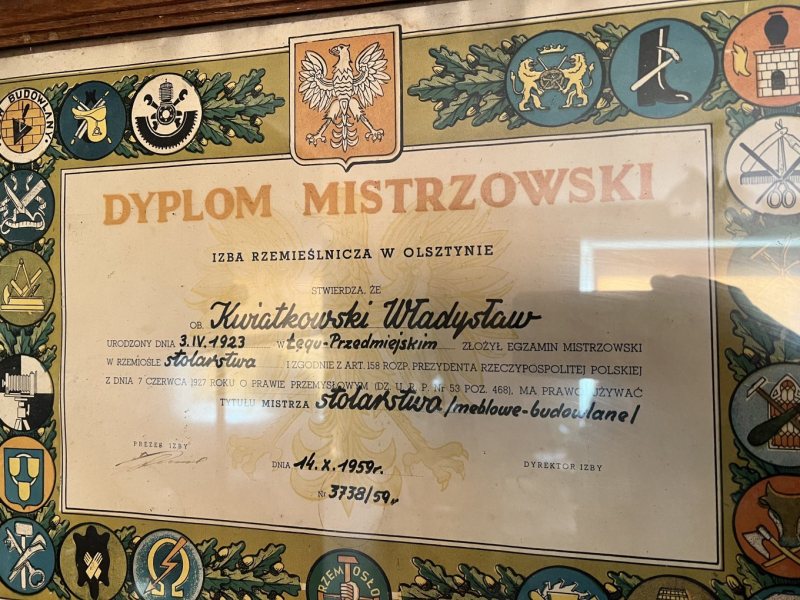 BUDOWLANY
DYPLOM MISTRZOWSKI
IZBA RZEMIEŚLNICZA W OLSZTYNIE
STWIERDZA, ŻE
OB. Kwiatkowski Władysław
URODZONY DNIA 3.IV.1923 W Łęgu-Przedmiejskim ZŁOŻYŁ EGZAMIN MISTRZOWSKI
W RZEMIOŚLE stolarstwa I ZGODNIE Z ART. 158 ROZP. PREZYDENTA RZECZYPOSPOLITEJ POLSKIEJ
Z DNIA 7 CZERWCA 1927 ROKU O PRAWIE PRZEMYSŁOWYM (DZ. U. R. P. Nr 53 POZ. 468), MA PRAWO UŻYWAĆ
TYTUŁU MISTRZA stolarstwa /meblowe-budowlane/
PREZES IZBY
DNIA 14.X.1959r.
DYREKTOR IZBY
Nr 3738/59r